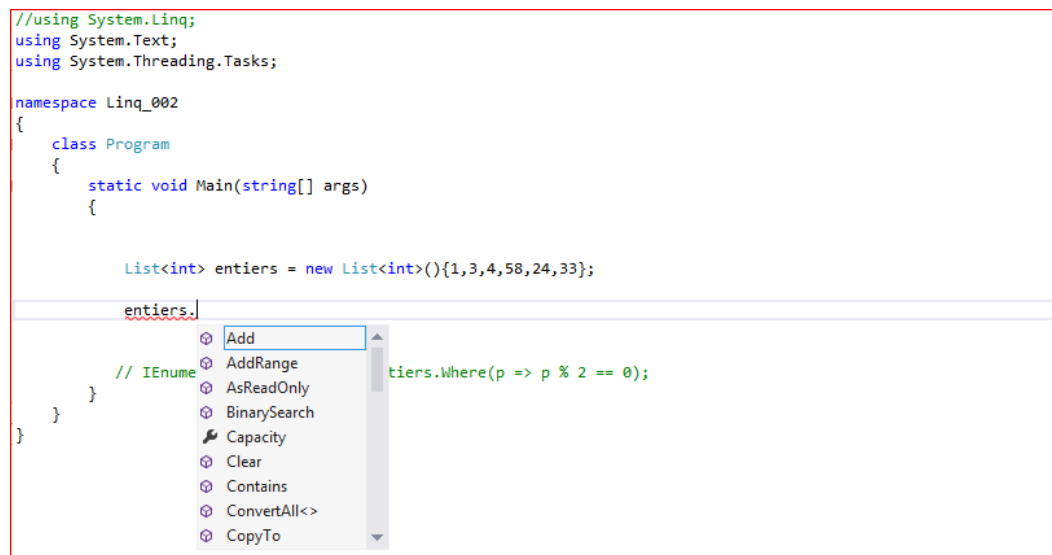 //using System.Linq;
using System.Text;
using System.Threading.Tasks;
namespace Linq_002
{
class Program
{
static void Main(string[] args)
{
List<int> entiers = new List<int>(){1,3,4,58,24,33};
entiers.
Add
AddRange
AsReadOnly
BinarySearch
Capacity
Clear
Contains
ConvertAll<>
CopyTo
// IEnume tiers.Where(p => p % 2 == 0);
}
}
}